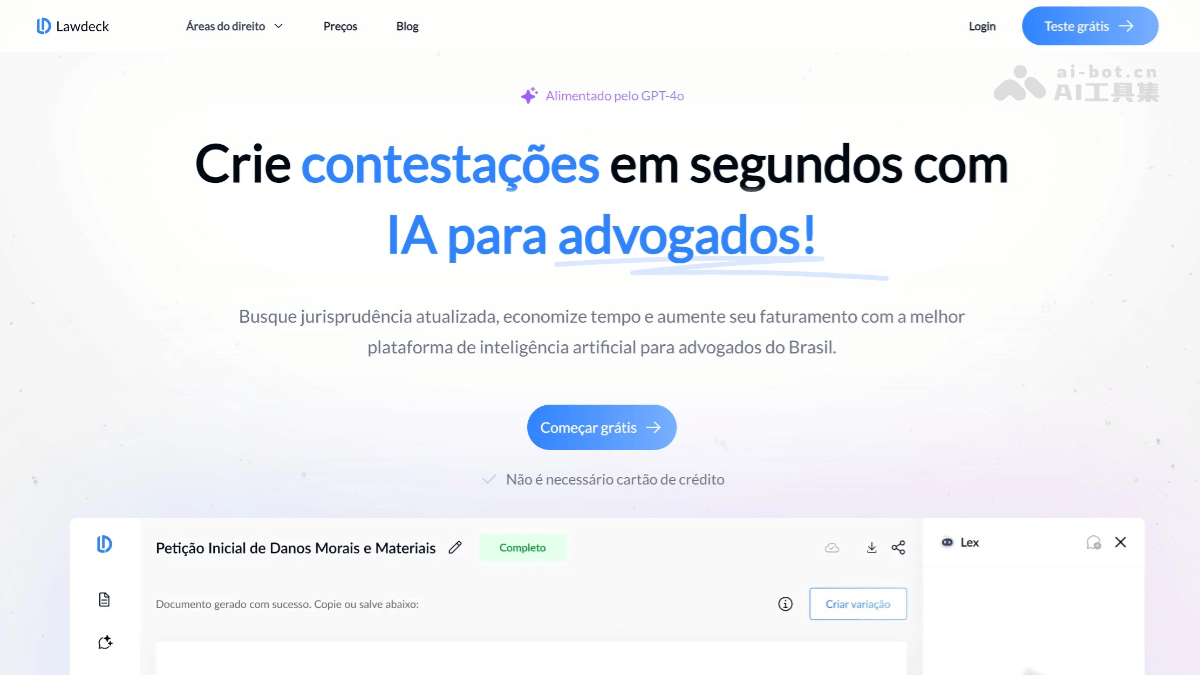 Lawdeck
Áreas do direito
Preços
Blog
Login
Teste grátis
ai-bot.cn
AI工具集
Alimentado pelo GPT-4o
Crie contestações em segundos com
IA para advogados!
Busque jurisprudência atualizada, economize tempo e aumente seu faturamento com a melhor
plataforma de inteligência artificial para advogados do Brasil.
Começar grátis
Não é necessário cartão de crédito
Petição Inicial de Danos Morais e Materiais
Completo
Lex
Documento gerado com sucesso. Copie ou salve abaixo:
Criar variação